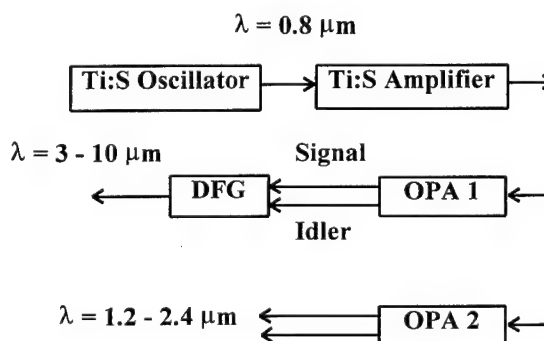 λ = 0.8 μm
Ti:S Oscillator Ti:S Amplifier
λ = 3 - 10 μm Signal
DFG OPA 1
Idler
λ = 1.2 - 2.4 μm OPA 2